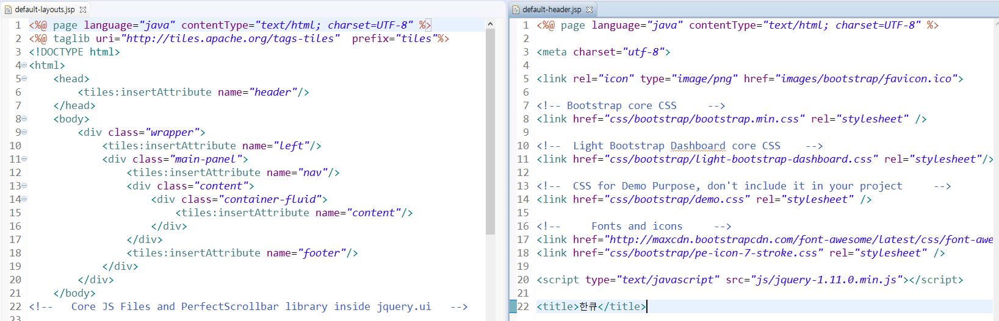 default-layouts.jsp
1 <%@ page language="java" contentType="text/html; charset=UTF-8" %>
2 <%@ taglib uri="http://tiles.apache.org/tags-tiles"  prefix="tiles"%>
3 <!DOCTYPE html>
4 <html>
5     <head>
6         <tiles:insertAttribute name="header"/>
7     </head>
8     <body>
9         <div class="wrapper">
10             <tiles:insertAttribute name="left"/>
11             <div class="main-panel">
12                 <tiles:insertAttribute name="nav"/>
13                 <div class="content">
14                     <div class="container-fluid">
15                         <tiles:insertAttribute name="content"/>
16                     </div>
17                 </div>
18                 <tiles:insertAttribute name="footer"/>
19             </div>
20         </div>
21     </body>
22 <!--   Core JS Files and PerfectScrollbar library inside jquery.ui   -->
23
default-header.jsp
1 <%@ page language="java" contentType="text/html; charset=UTF-8" %>
2
3 <meta charset="utf-8">
4
5 <link rel="icon" type="image/png" href="images/bootstrap/favicon.ico">
6
7 <!-- Bootstrap core CSS     -->
8 <link href="css/bootstrap/bootstrap.min.css" rel="stylesheet" />
9
10 <!--  Light Bootstrap Dashboard core CSS    -->
11 <link href="css/bootstrap/light-bootstrap-dashboard.css" rel="stylesheet"/>
12
13 <!--  CSS for Demo Purpose, don't include it in your project     -->
14 <link href="css/bootstrap/demo.css" rel="stylesheet" />
15
16 <!--     Fonts and icons     -->
17 <link href="http://maxcdn.bootstrapcdn.com/font-awesome/latest/css/font-awe
18 <link href="css/bootstrap/pe-icon-7-stroke.css" rel="stylesheet" />
19
20 <script type="text/javascript" src="js/jquery-1.11.0.min.js"></script>
21
22 <title>한큐</title>